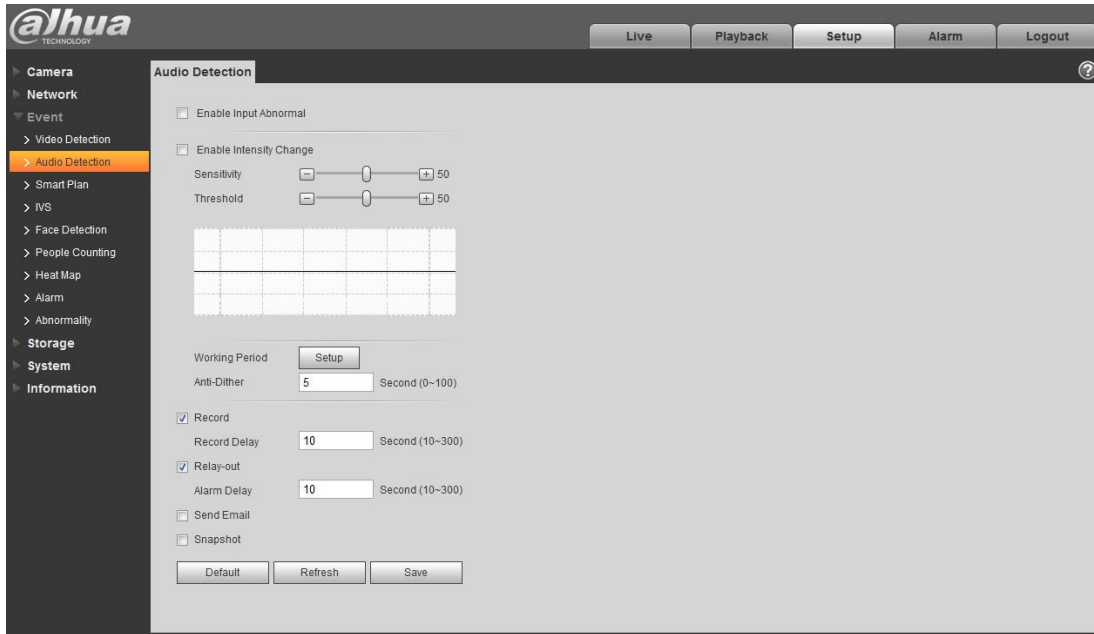 alhua
TECHNOLOGY
Live Playback Setup Alarm Logout
Camera
Network
Event
Video Detection
Audio Detection
Smart Plan
IVS
Face Detection
People Counting
Heat Map
Alarm
Abnormality
Storage
System
Information
Audio Detection
?
Enable Input Abnormal
Enable Intensity Change
Sensitivity - + 50
Threshold - + 50
Working Period Setup
Anti-Dither 5 Second (0~100)
Record
Record Delay 10 Second (10~300)
Relay-out
Alarm Delay 10 Second (10~300)
Send Email
Snapshot
Default Refresh Save